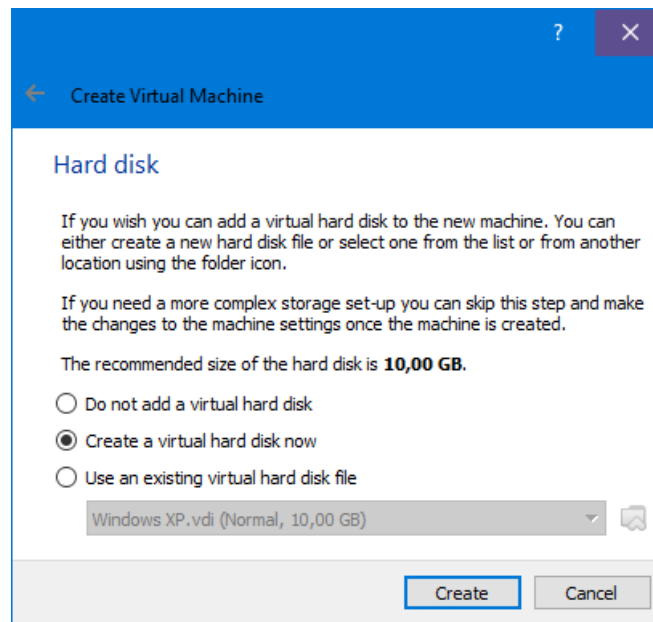 ?
Create Virtual Machine
Hard disk
If you wish you can add a virtual hard disk to the new machine. You can
either create a new hard disk file or select one from the list or from another
location using the folder icon.
If you need a more complex storage set-up you can skip this step and make
the changes to the machine settings once the machine is created.
The recommended size of the hard disk is 10,00 GB.
Do not add a virtual hard disk
Create a virtual hard disk now
Use an existing virtual hard disk file
Windows XP.vdi (Normal, 10,00 GB)
Create Cancel